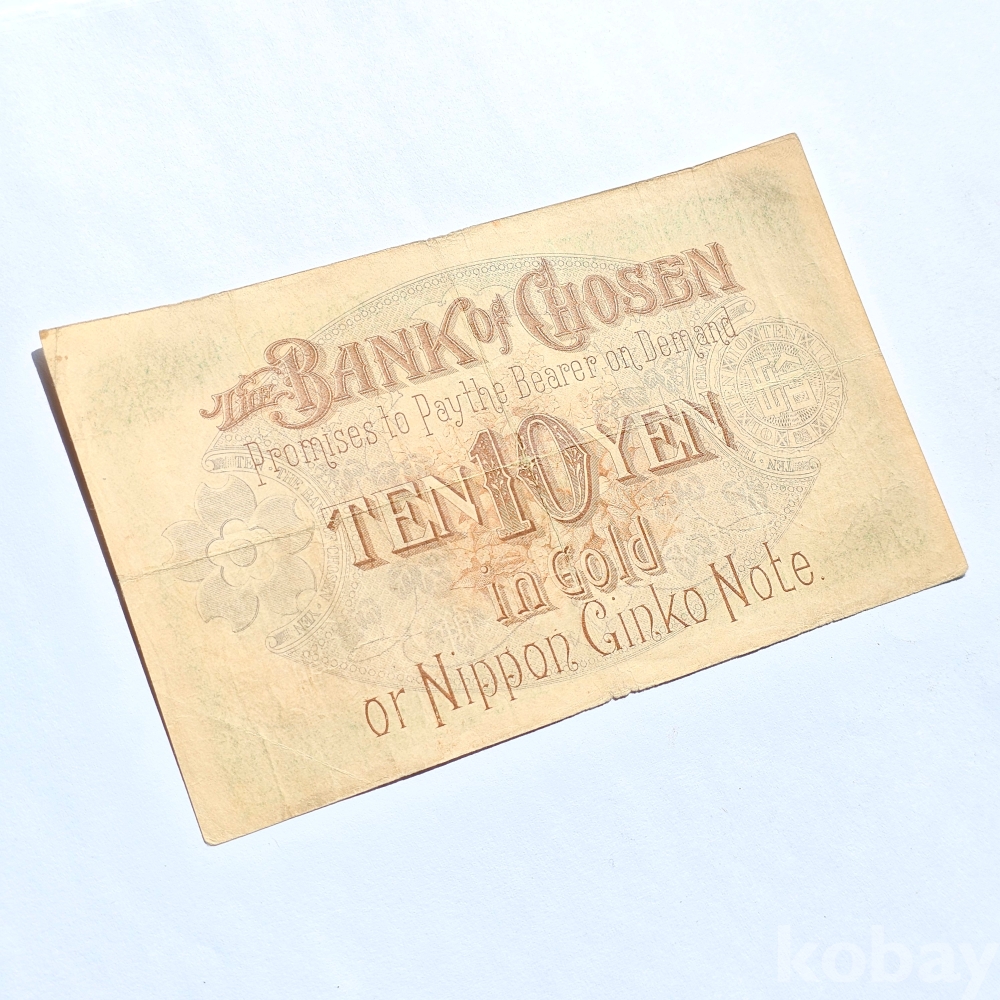 The BANK of CHOSEN
Promises to Pay the Bearer on Demand
TEN 10 YEN
in Gold
or Nippon Ginko Note.
kobay